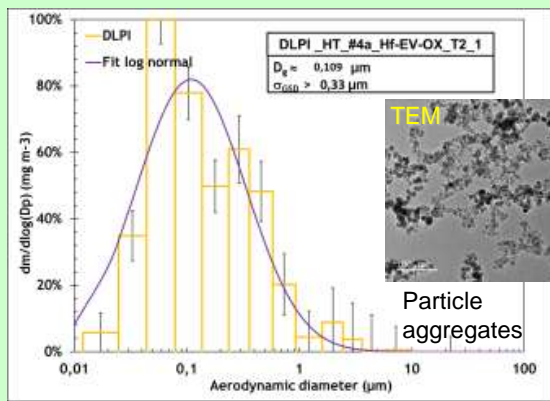 DLPI
Fit log normal
DLPI _HT_#4a_Hf-EV-OX_T2_1
Dg ≈ 0,109 µm
σGSD > 0,33 µm
TEM
Particle
aggregates
100%
80%
60%
40%
20%
0%
dm/dlog(Dp) (mg m-3)
0,01 0,1 1 10 100
Aerodynamic diameter (µm)